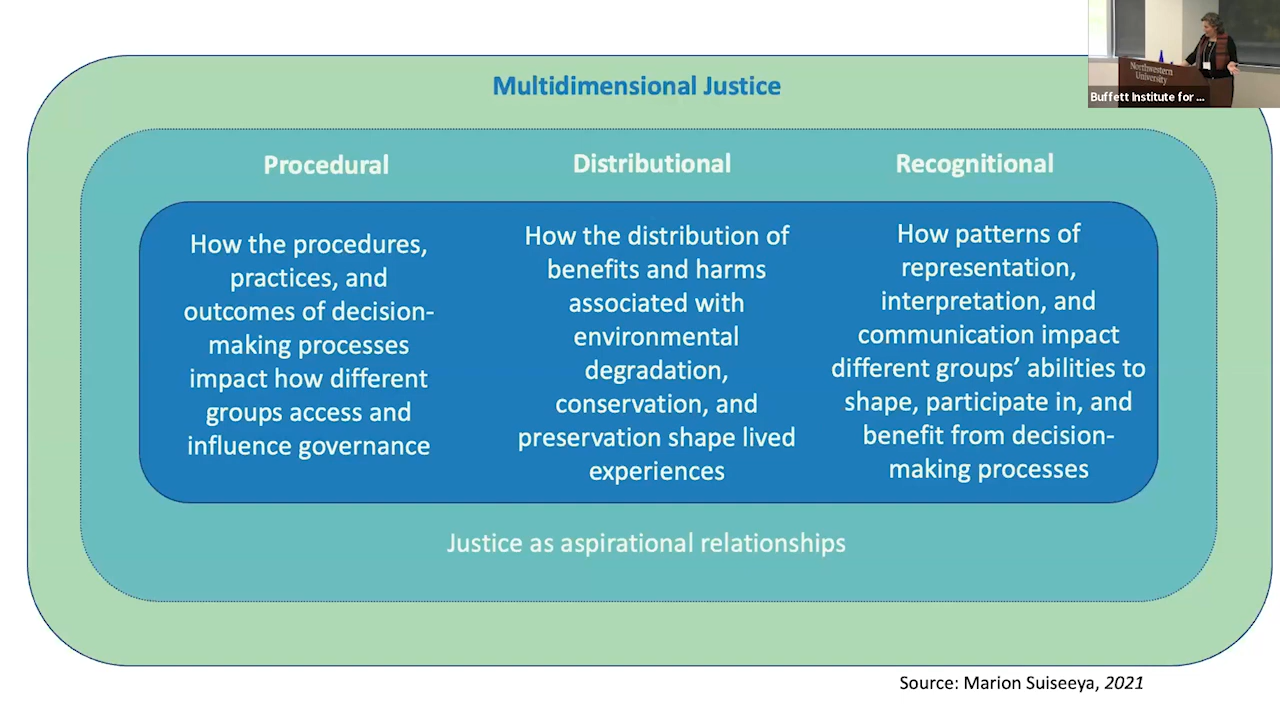 Multidimensional Justice
Procedural
Distributional
Recognitional
How the procedures,
practices, and
outcomes of decision-
making processes
impact how different
groups access and
influence governance
How the distribution of
benefits and harms
associated with
environmental
degradation,
conservation, and
preservation shape lived
experiences
How patterns of
representation,
interpretation, and
communication impact
different groups’ abilities to
shape, participate in, and
benefit from decision-
making processes
Justice as aspirational relationships
Source: Marion Suiseeya, 2021
Northwestern
University
Buffett Institute for ...